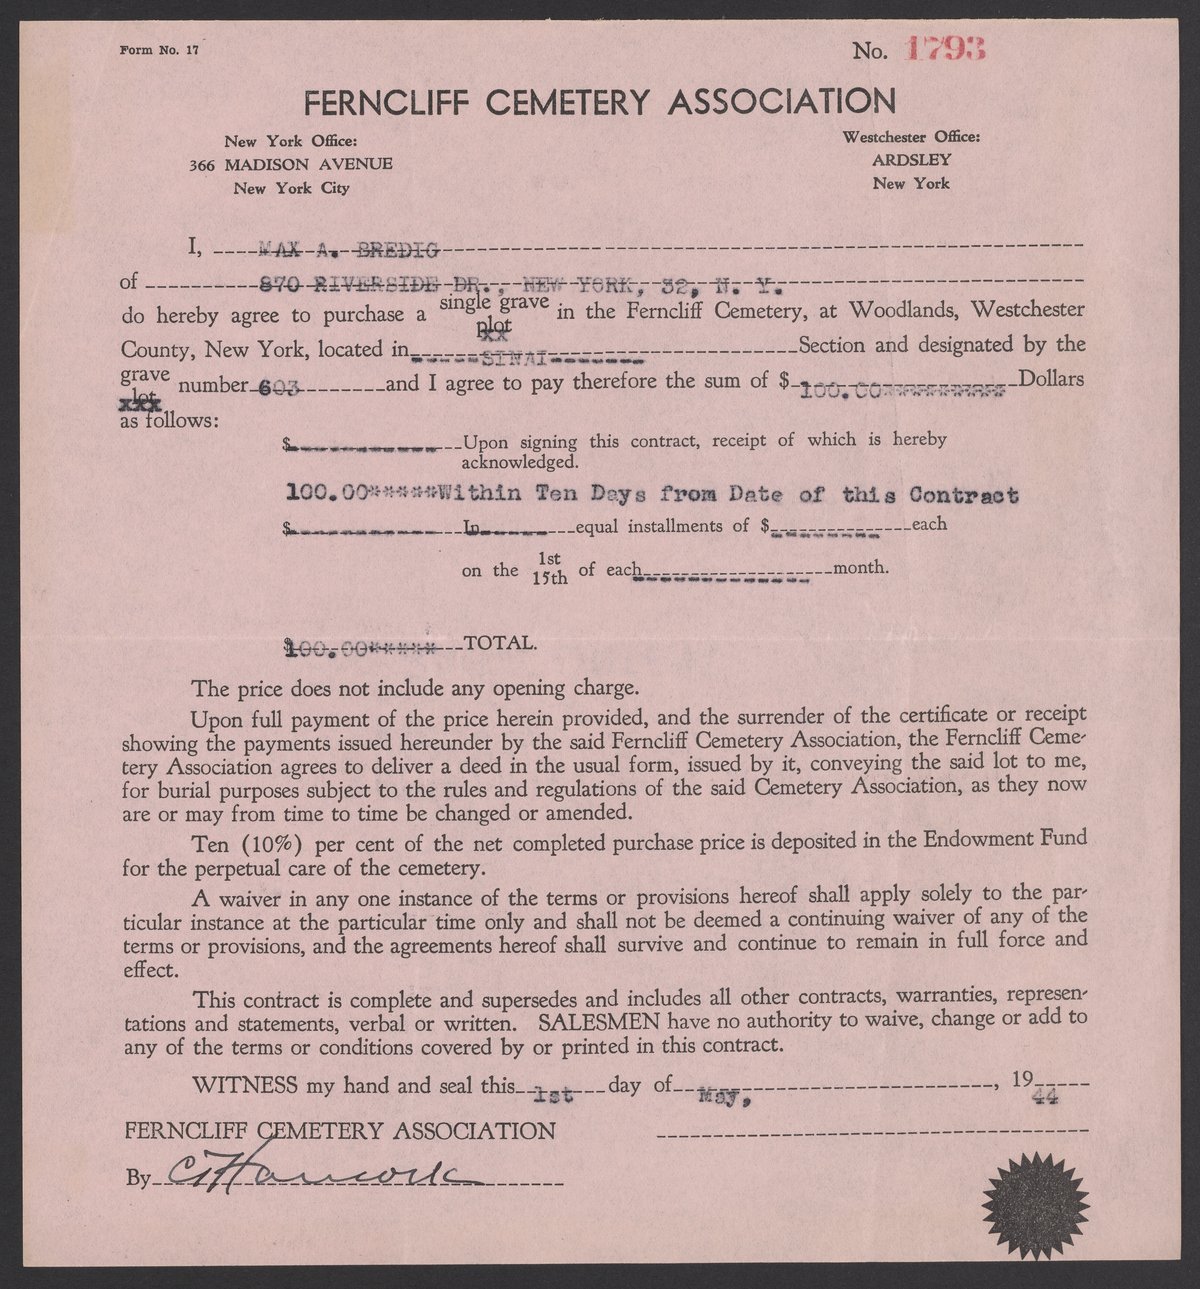 Form No. 17
No. 1793
FERNCLIFF CEMETERY ASSOCIATION
New York Office:
366 MADISON AVENUE
New York City
Westchester Office:
ARDSLEY
New York
I, MAX A. BREDIG
of 870 RIVERSIDE DR., NEW YORK, 32, N. Y.
do hereby agree to purchase a single grave plot in the Ferncliff Cemetery, at Woodlands, Westchester
County, New York, located in SINAI Section and designated by the
grave lot number 603 and I agree to pay therefore the sum of $ 100.00********** Dollars
as follows:
$ Upon signing this contract, receipt of which is hereby
acknowledged.
100.00*****Within Ten Days from Date of this Contract
$ In equal installments of $ each
on the 1st 15th of each month.
$100.00***** TOTAL.
The price does not include any opening charge.
Upon full payment of the price herein provided, and the surrender of the certificate or receipt
showing the payments issued hereunder by the said Ferncliff Cemetery Association, the Ferncliff Ceme-
tery Association agrees to deliver a deed in the usual form, issued by it, conveying the said lot to me,
for burial purposes subject to the rules and regulations of the said Cemetery Association, as they now
are or may from time to time be changed or amended.
Ten (10%) per cent of the net completed purchase price is deposited in the Endowment Fund
for the perpetual care of the cemetery.
A waiver in any one instance of the terms or provisions hereof shall apply solely to the par-
ticular instance at the particular time only and shall not be deemed a continuing waiver of any of the
terms or provisions, and the agreements hereof shall survive and continue to remain in full force and
effect.
This contract is complete and supersedes and includes all other contracts, warranties, represen-
tations and statements, verbal or written. SALESMEN have no authority to waive, change or add to
any of the terms or conditions covered by or printed in this contract.
WITNESS my hand and seal this 1st day of May, , 19 44
FERNCLIFF CEMETERY ASSOCIATION
By CT Hancock